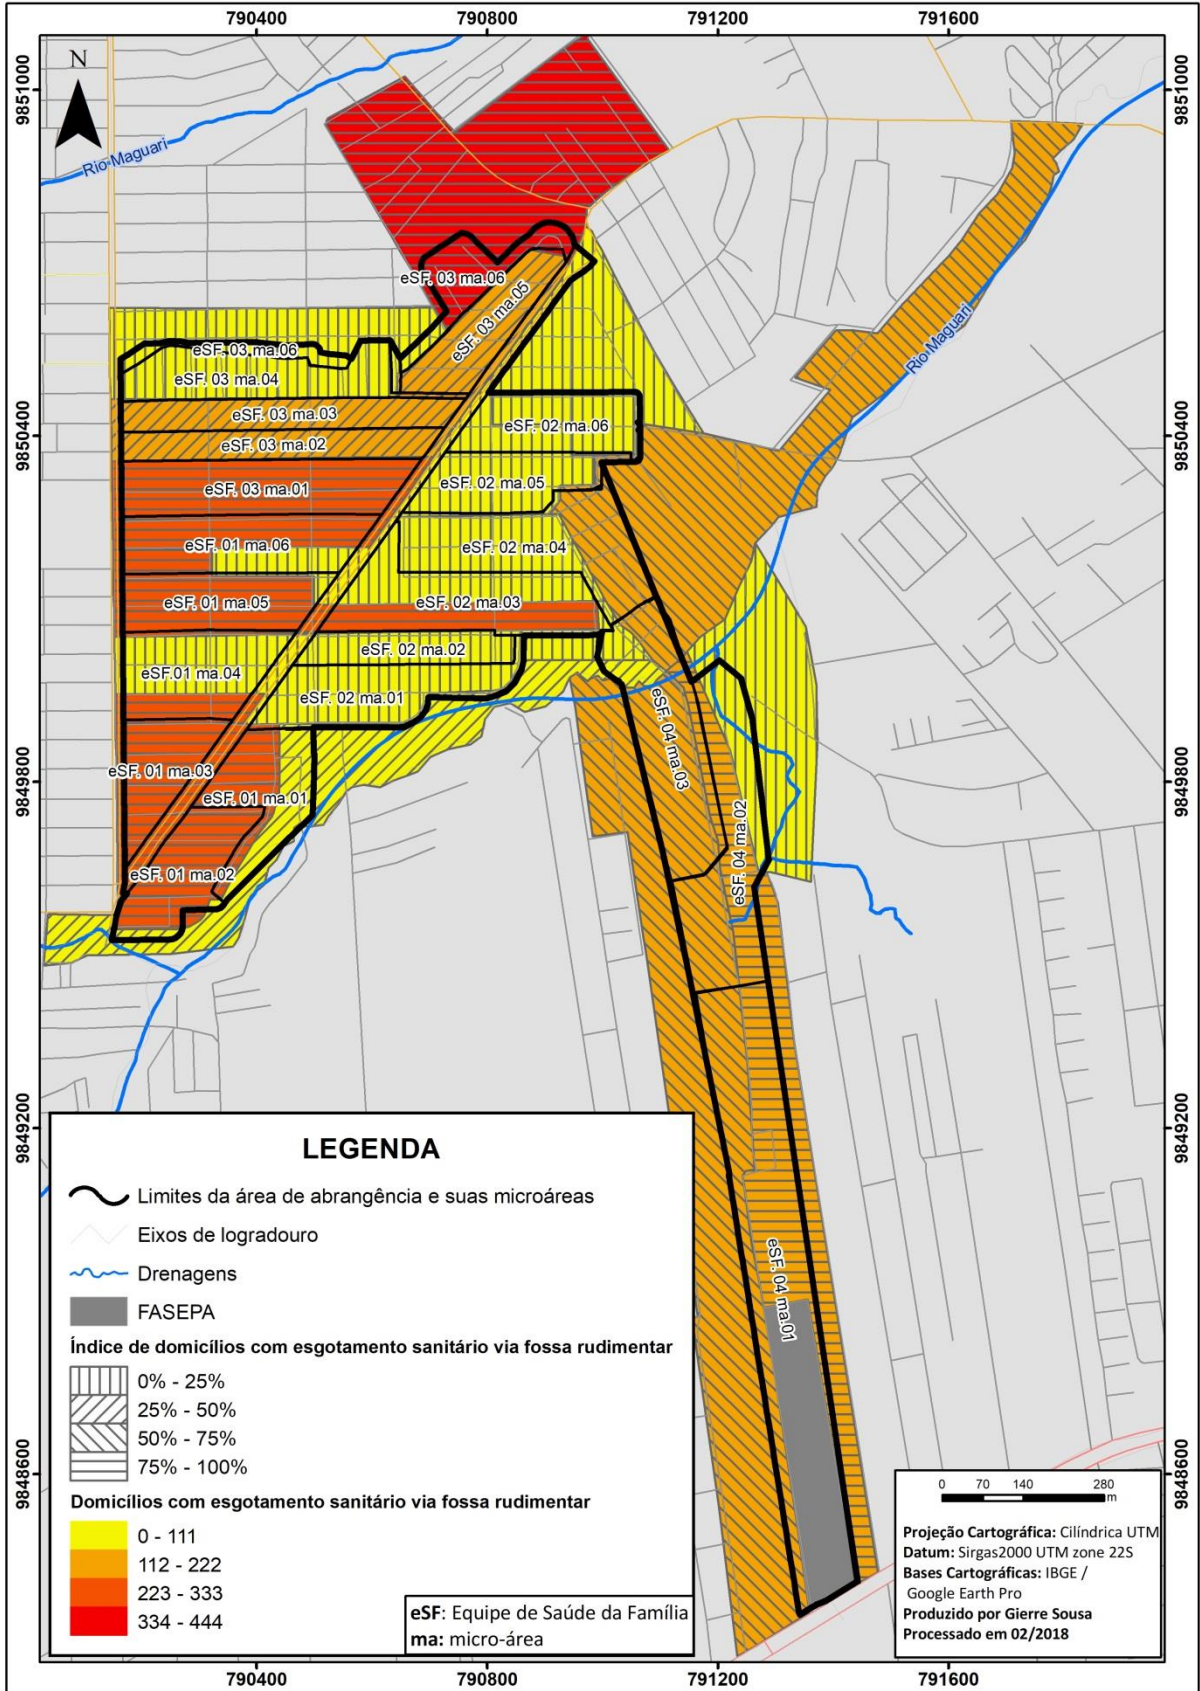 790400 790800 791200 791600
N
9851000 9851000
Rio Maguari
eSF. 03 ma.06
eSF. 03 ma.05
Rio Maguari
eSF. 03 ma.06
eSF. 03 ma.04
eSF. 03 ma.03
eSF. 02 ma.06
9850400 9850400
eSF. 03 ma.02
eSF. 03 ma.01
eSF. 02 ma.05
eSF. 01 ma.06
eSF. 02 ma.04
eSF. 01 ma.05
eSF. 02 ma.03
eSF. 02 ma.02
eSF.01 ma.04
eSF. 02 ma.01
eSF. 04 ma.03
eSF. 01 ma.03
9849800 9849800
eSF. 01 ma.01
eSF. 04 ma.02
eSF. 01 ma.02
9849200 9849200
eSF. 04 ma.01
LEGENDA
Limites da área de abrangência e suas microáreas
Eixos de logradouro
Drenagens
FASEPA
Índice de domicílios com esgotamento sanitário via fossa rudimentar
0% - 25%
25% - 50%
50% - 75%
75% - 100%
Domicílios com esgotamento sanitário via fossa rudimentar
0 - 111
112 - 222
223 - 333
334 - 444
eSF: Equipe de Saúde da Família
ma: micro-área
9848600 9848600
0 70 140 280
m
Projeção Cartográfica: Cilíndrica UTM
Datum: Sirgas2000 UTM zone 22S
Bases Cartográficas: IBGE /
Google Earth Pro
Produzido por Gierre Sousa
Processado em 02/2018
790400 790800 791200 791600